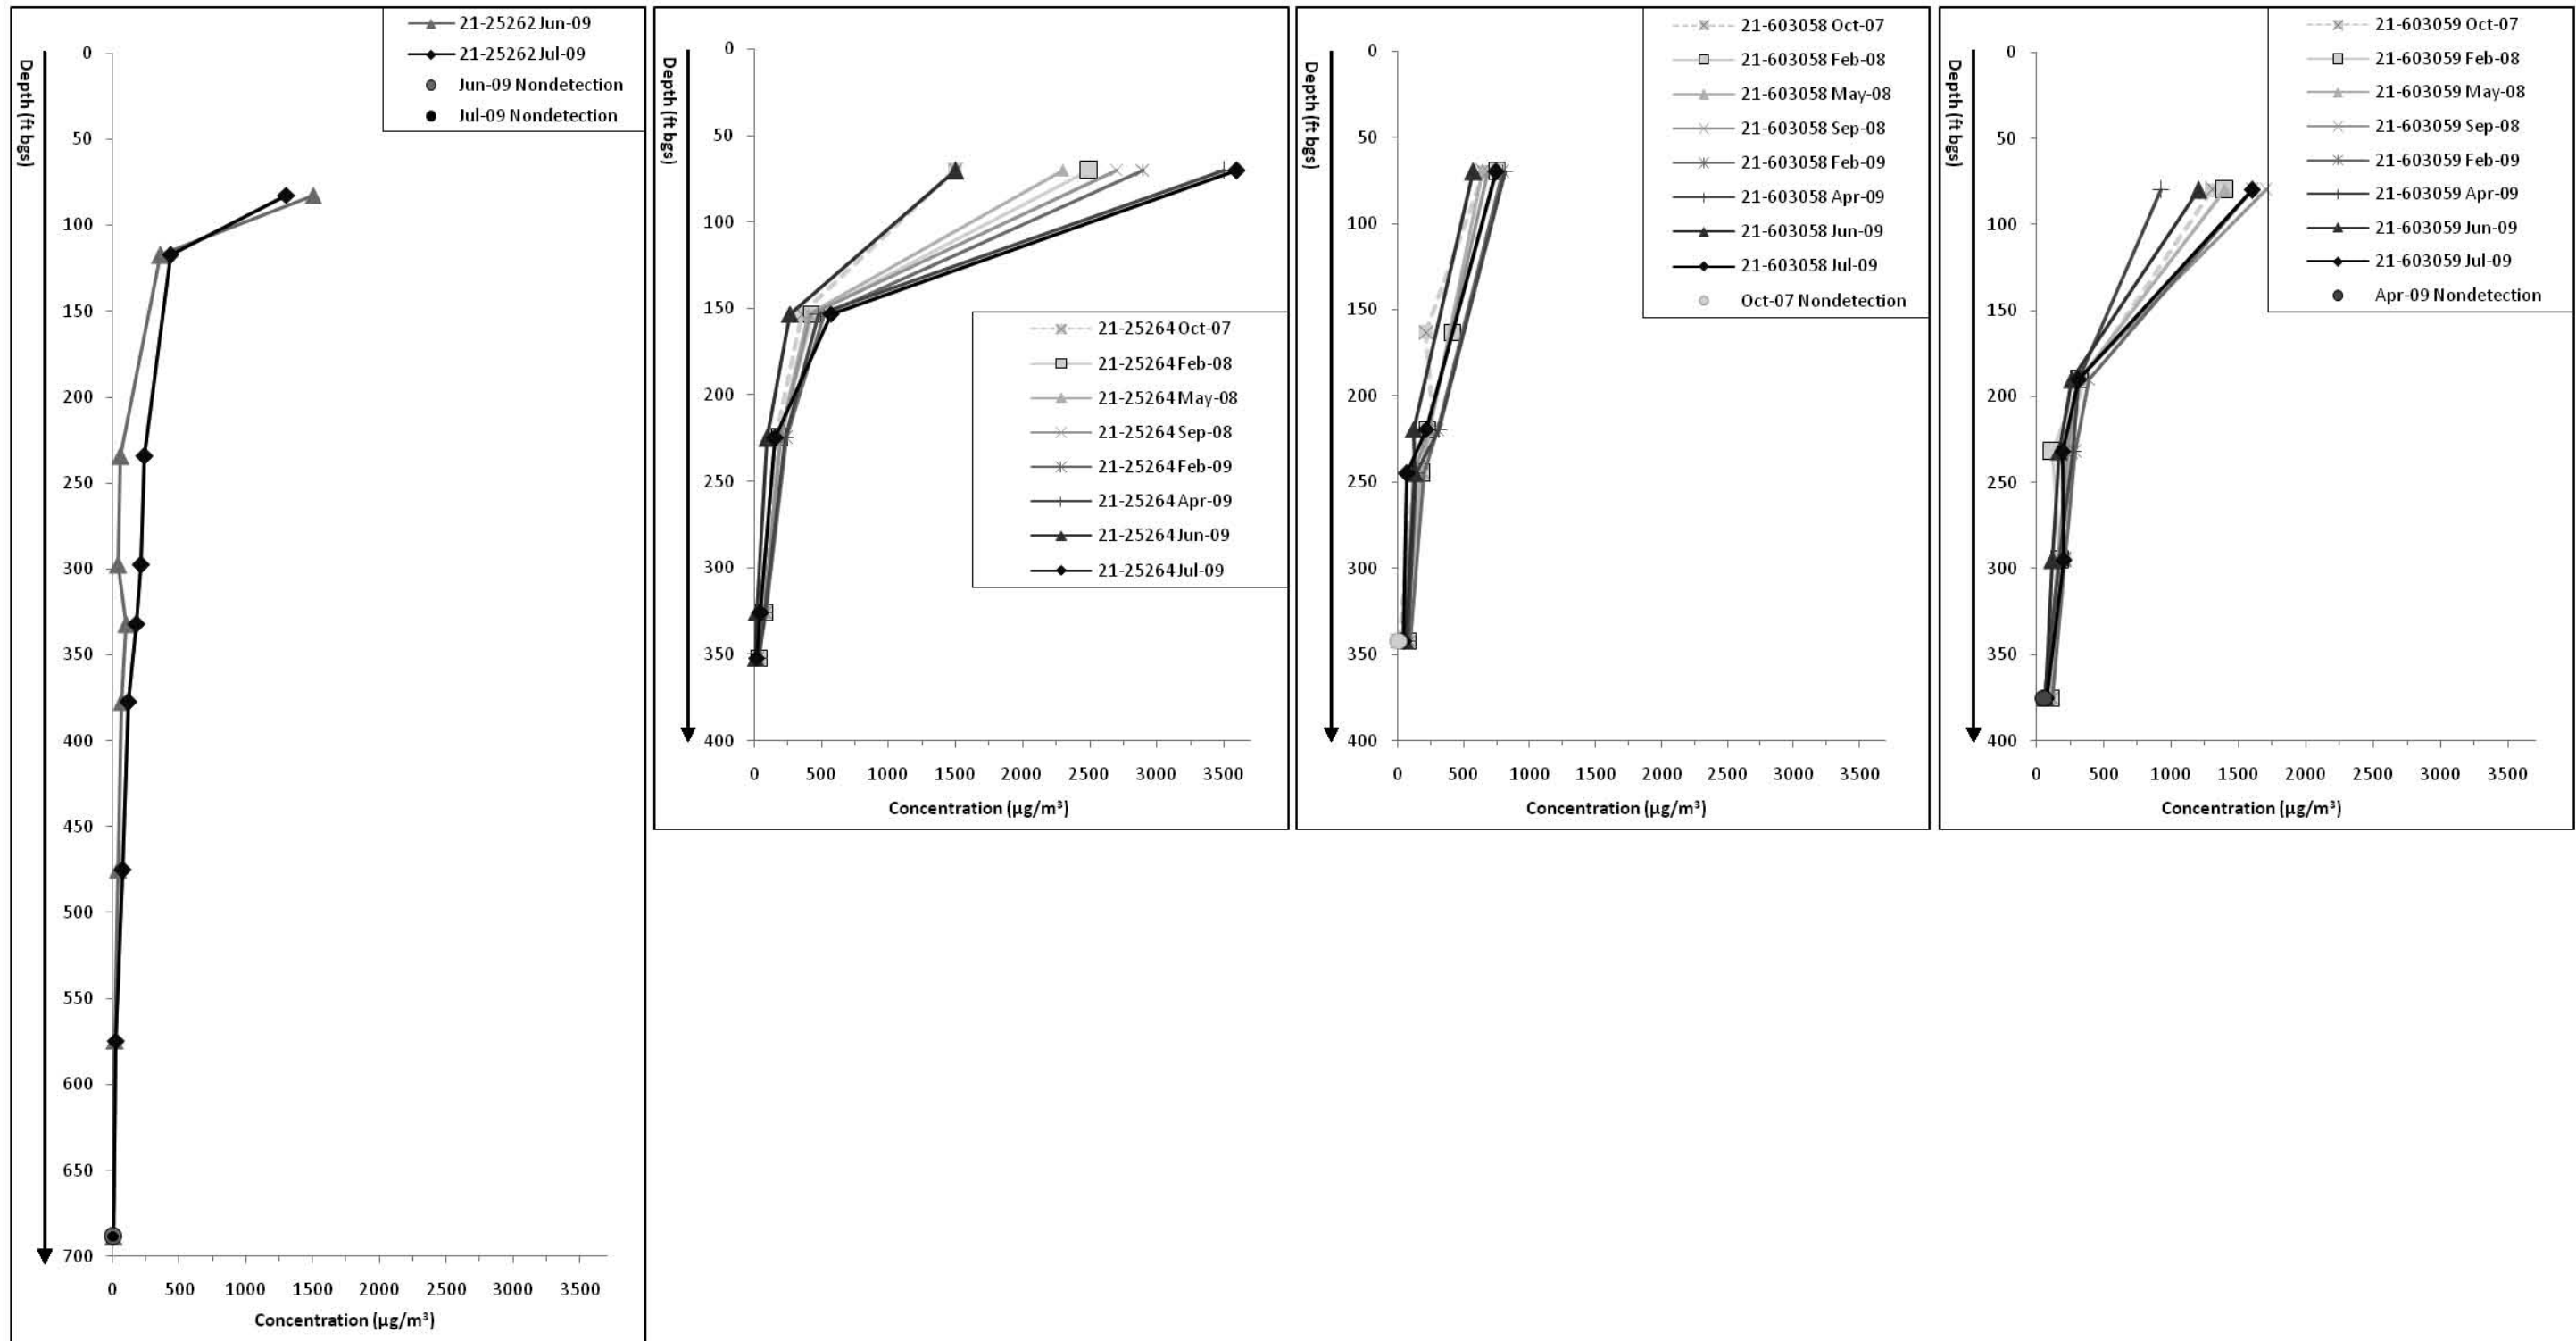 21-25262 Jun-09
21-25262 Jul-09
Jun-09 Nondetection
Jul-09 Nondetection
Depth (ft bgs)
0
50
100
150
200
250
300
350
400
450
500
550
600
650
700
0 500 1000 1500 2000 2500 3000 3500
Concentration (µg/m³)
Depth (ft bgs)
0
50
100
150
200
250
300
350
400
21-25264 Oct-07
21-25264 Feb-08
21-25264 May-08
21-25264 Sep-08
21-25264 Feb-09
21-25264 Apr-09
21-25264 Jun-09
21-25264 Jul-09
0 500 1000 1500 2000 2500 3000 3500
Concentration (µg/m³)
21-603058 Oct-07
21-603058 Feb-08
21-603058 May-08
21-603058 Sep-08
21-603058 Feb-09
21-603058 Apr-09
21-603058 Jun-09
21-603058 Jul-09
Oct-07 Nondetection
Depth (ft bgs)
0
50
100
150
200
250
300
350
400
0 500 1000 1500 2000 2500 3000 3500
Concentration (µg/m³)
21-603059 Oct-07
21-603059 Feb-08
21-603059 May-08
21-603059 Sep-08
21-603059 Feb-09
21-603059 Apr-09
21-603059 Jun-09
21-603059 Jul-09
Apr-09 Nondetection
Depth (ft bgs)
0
50
100
150
200
250
300
350
400
0 500 1000 1500 2000 2500 3000 3500
Concentration (µg/m³)